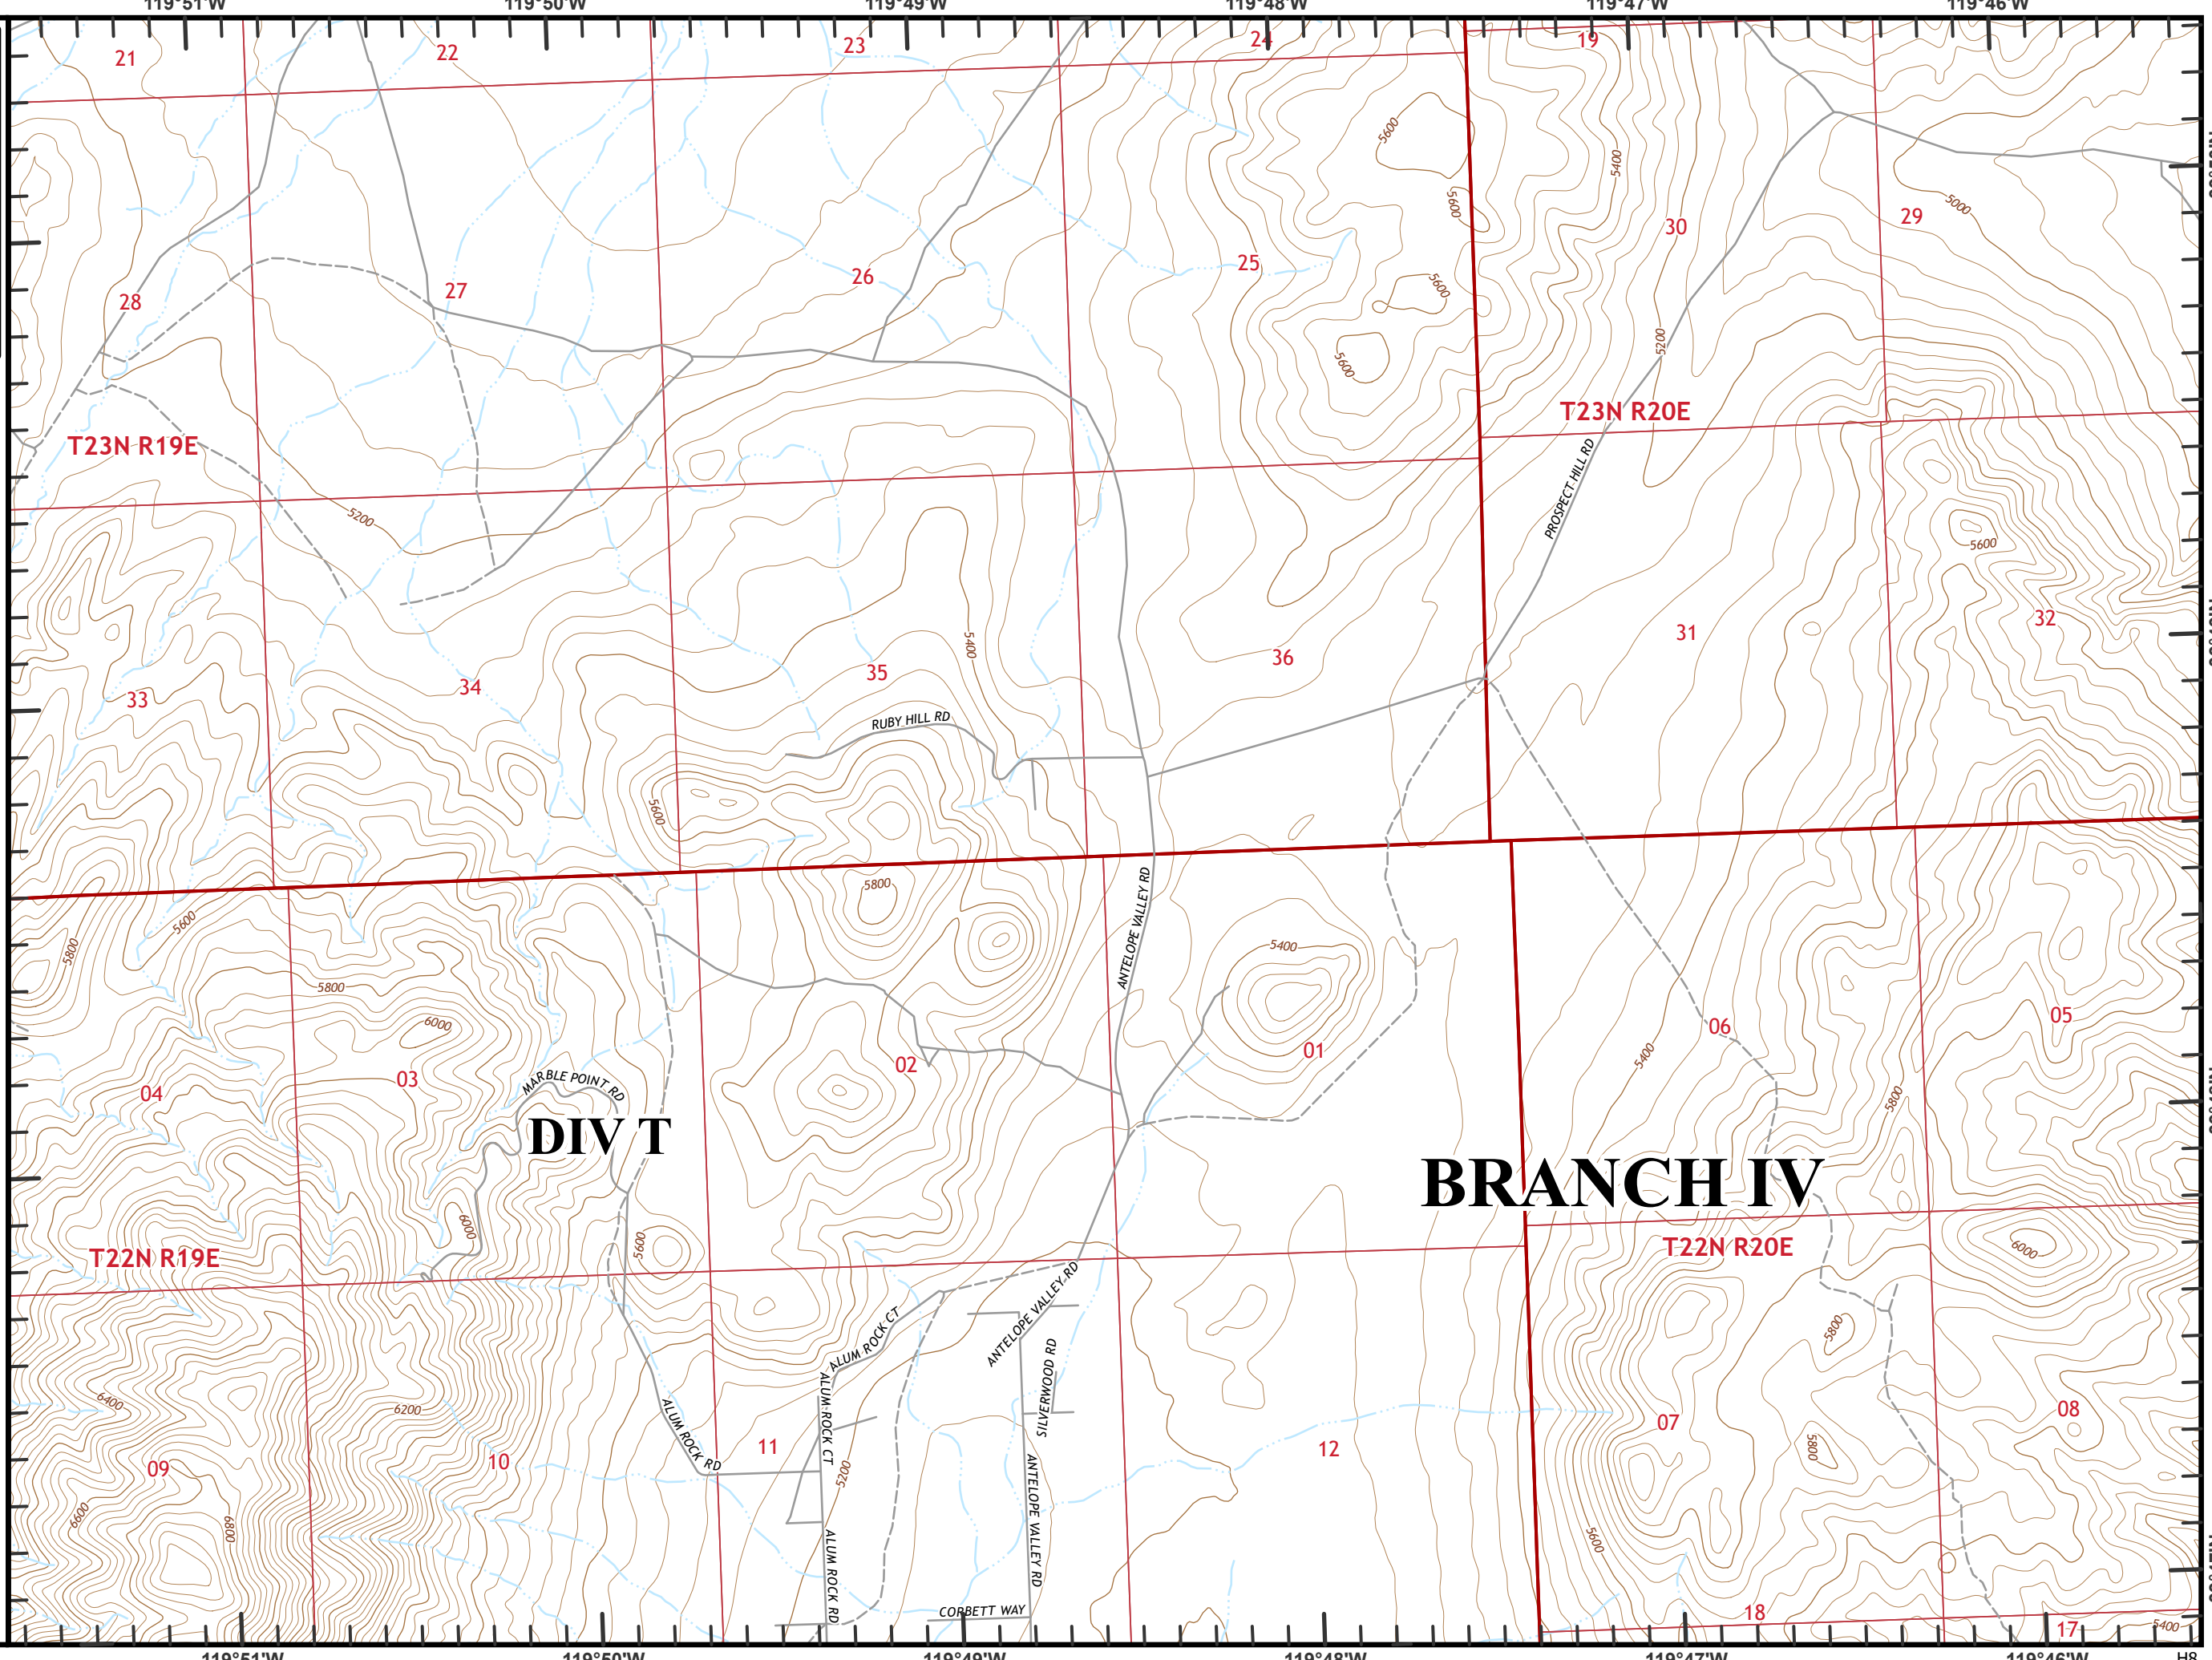 119°51'W 119°50'W 119°49'W 119°48'W 119°47'W 119°46'W
21 22 23 24 19
5600
5400
5600
30 29 5000
28 27 26 25
5600
5200
5600
T23N R19E
T23N R20E
PROSPECT HILL RD
5200
5600
33 34 35 5400 36 31 32
RUBY HILL RD
5600
5800
5600
5800
5800
6000
ANTELOPE VALLEY RD
5400
04 03 02 01 06 05
5400
5800
MARBLE POINT RD
DIV T
BRANCH IV
6000
5600
T22N R19E
T22N R20E
6000
ANTELOPE VALLEY RD
ALUM ROCK CT
5800
SILVERWOOD RD
6400 6200
ALUM ROCK RD
ALUM ROCK CT
07 08
5800
09 10 11 12
5200
6600 6800
ANTELOPE VALLEY RD
5600
ALUM ROCK RD
CORBETT WAY
18 17 5400
119°51'W 119°50'W 119°49'W 119°48'W 119°47'W 119°46'W H8